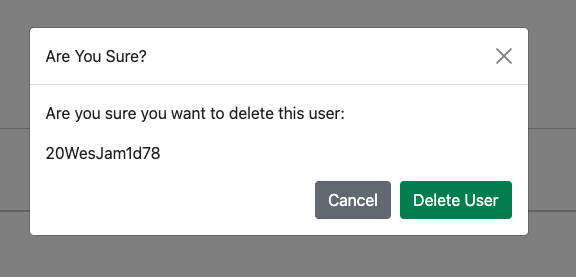 Are You Sure?
Are you sure you want to delete this user:
20WesJam1d78
Cancel
Delete User